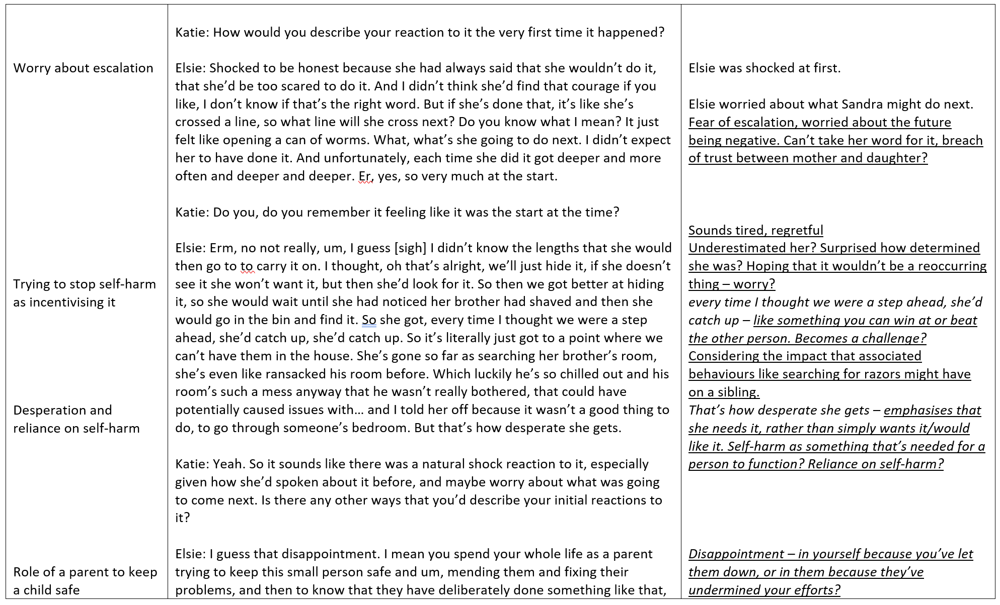 Katie: How would you describe your reaction to it the very first time it happened?
Worry about escalation
Elsie: Shocked to be honest because she had always said that she wouldn’t do it,
that she’d be too scared to do it. And I didn’t think she’d find that courage if you
like, I don’t know if that’s the right word. But if she’s done that, it’s like she’s
crossed a line, so what line will she cross next? Do you know what I mean? It just
felt like opening a can of worms. What, what’s she going to do next. I didn’t expect
her to have done it. And unfortunately, each time she did it got deeper and more
often and deeper and deeper. Er, yes, so very much at the start.
Elsie was shocked at first.
Elsie worried about what Sandra might do next.
Fear of escalation, worried about the future
being negative. Can’t take her word for it, breach
of trust between mother and daughter?
Katie: Do you, do you remember it feeling like it was the start at the time?
Trying to stop self-harm
as incentivising it
Desperation and
reliance on self-harm
Elsie: Erm, no not really, um, I guess [sigh] I didn’t know the lengths that she would
then go to to carry it on. I thought, oh that’s alright, we’ll just hide it, if she doesn’t
see it she won’t want it, but then she’d look for it. So then we got better at hiding
it, so she would wait until she had noticed her brother had shaved and then she
would go in the bin and find it. So she got, every time I thought we were a step
ahead, she’d catch up, she’d catch up. So it’s literally just got to a point where we
can’t have them in the house. She’s gone so far as searching her brother’s room,
she’s even like ransacked his room before. Which luckily he’s so chilled out and his
room’s such a mess anyway that he wasn’t really bothered, that could have
potentially caused issues with… and I told her off because it wasn’t a good thing to
do, to go through someone’s bedroom. But that’s how desperate she gets.
Sounds tired, regretful
Underestimated her? Surprised how determined
she was? Hoping that it wouldn’t be a reoccurring
thing – worry?
every time I thought we were a step ahead, she’d
catch up – like something you can win at or beat
the other person. Becomes a challenge?
Considering the impact that associated
behaviours like searching for razors might have
on a sibling.
That’s how desperate she gets – emphasises that
she needs it, rather than simply wants it/would
like it. Self-harm as something that’s needed for a
person to function? Reliance on self-harm?
Katie: Yeah. So it sounds like there was a natural shock reaction to it, especially
given how she’d spoken about it before, and maybe worry about what was going
to come next. Is there any other ways that you’d describe your initial reactions to
it?
Role of a parent to keep
a child safe
Elsie: I guess that disappointment. I mean you spend your whole life as a parent
trying to keep this small person safe and um, mending them and fixing their
problems, and then to know that they have deliberately done something like that,
Disappointment – in yourself because you’ve let
them down, or in them because they’ve
undermined your efforts?